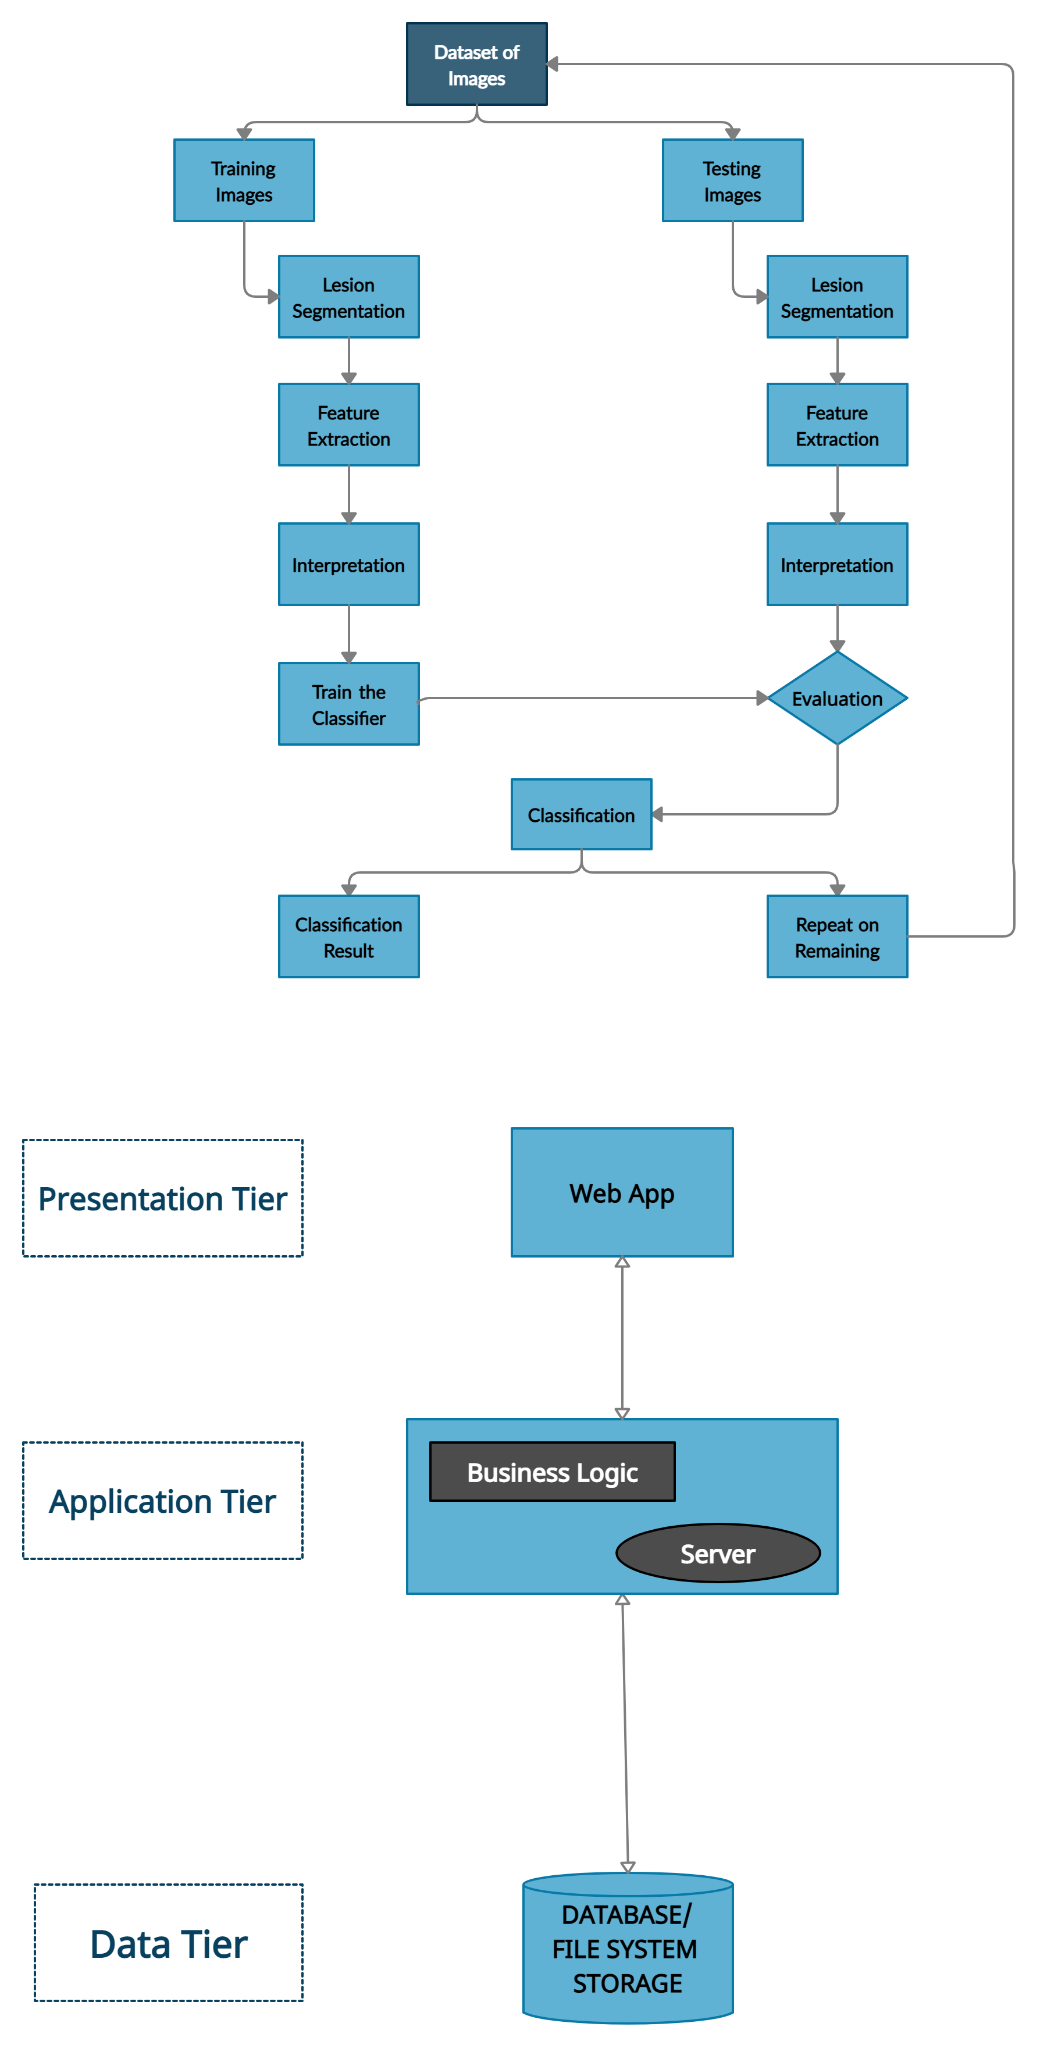 Dataset of
Images
Training
Images
Testing
Images
Lesion
Segmentation
Lesion
Segmentation
Feature
Extraction
Feature
Extraction
Interpretation
Interpretation
Train the
Classifier
Evaluation
Classification
Classification
Result
Repeat on
Remaining
Presentation Tier
Web App
Application Tier
Business Logic
Server
Data Tier
DATABASE/
FILE SYSTEM
STORAGE